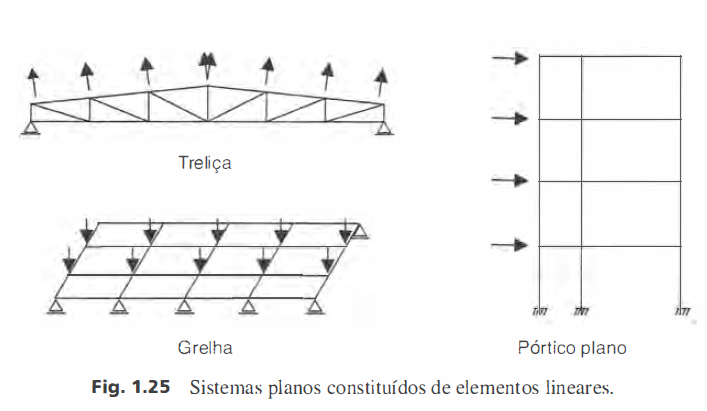 Treliça
Grelha
Pórtico plano
Fig. 1.25 Sistemas planos constituídos de elementos lineares.